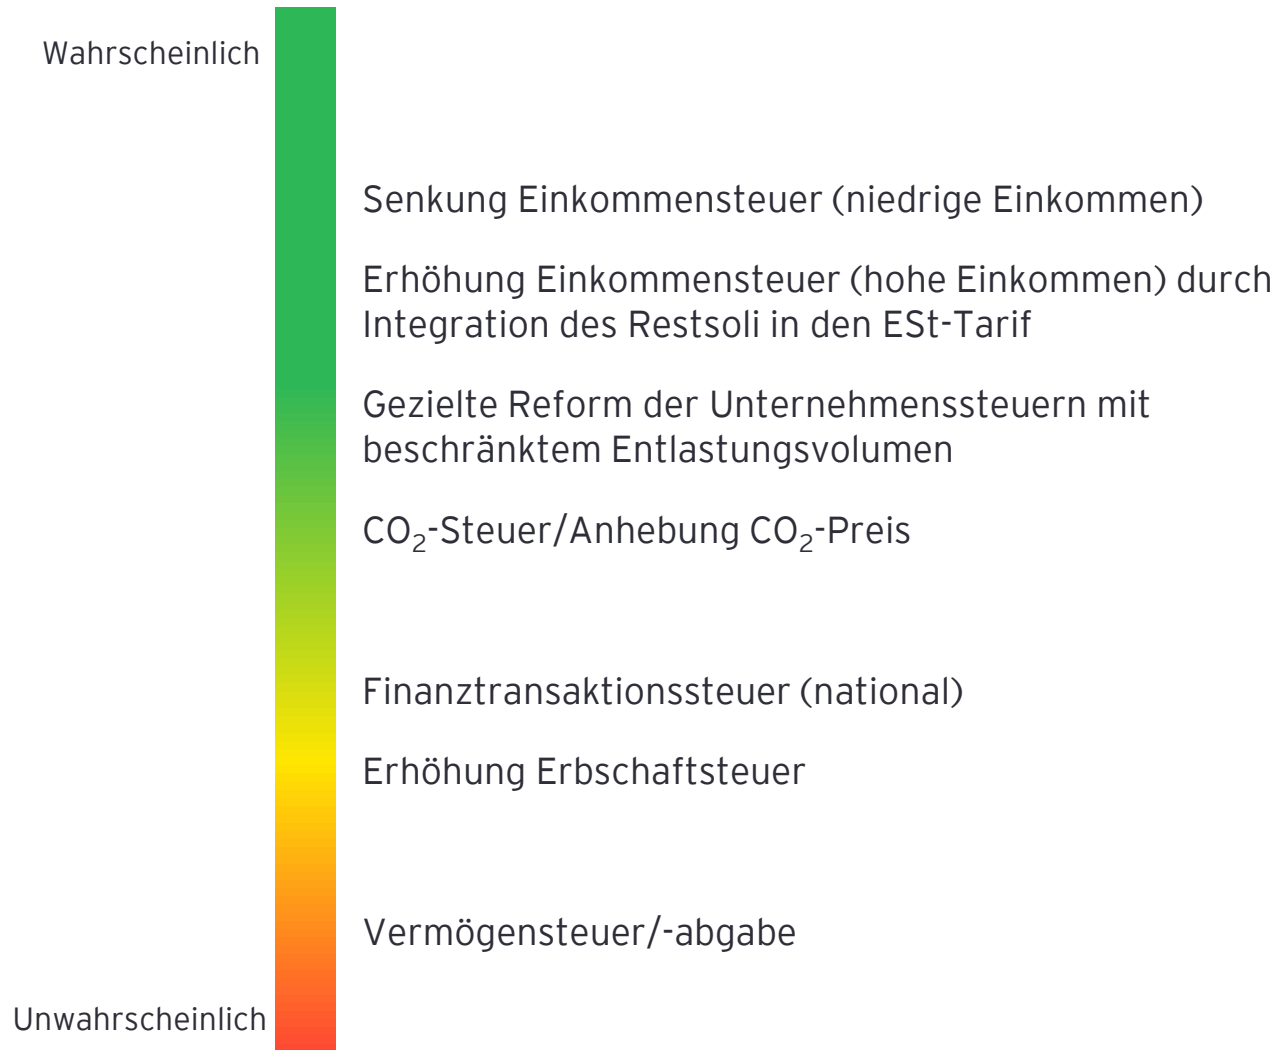 Wahrscheinlich
Senkung Einkommensteuer (niedrige Einkommen)
Erhöhung Einkommensteuer (hohe Einkommen) durch
Integration des Restsoli in den ESt-Tarif
Gezielte Reform der Unternehmenssteuern mit
beschränktem Entlastungsvolumen
CO₂-Steuer/Anhebung CO₂-Preis
Finanztransaktionssteuer (national)
Erhöhung Erbschaftsteuer
Vermögensteuer/-abgabe
Unwahrscheinlich